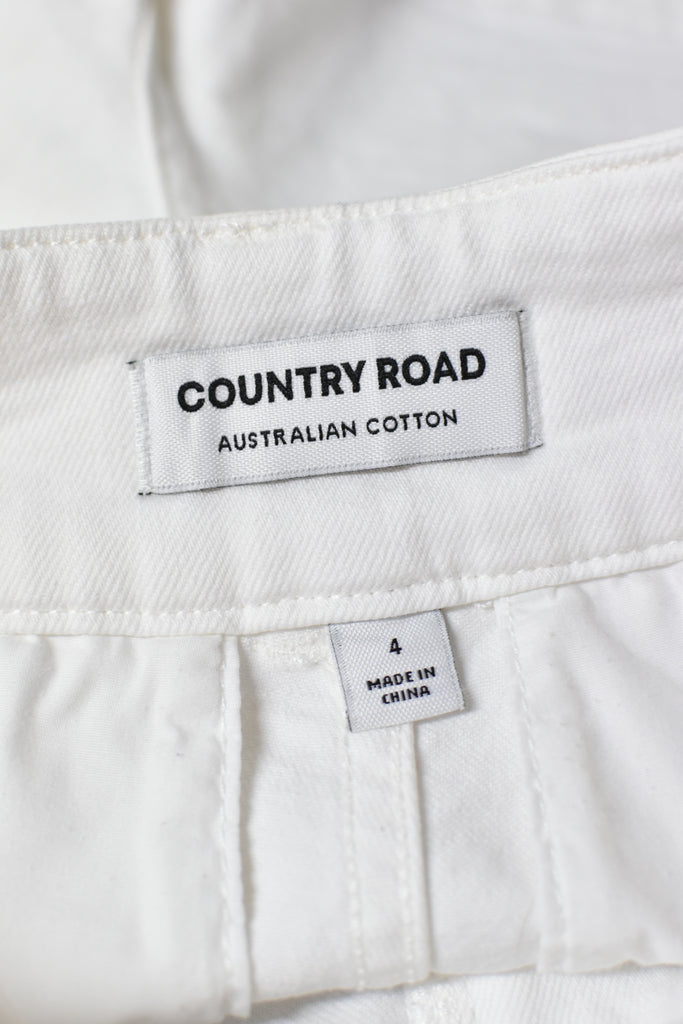 COUNTRY ROAD
AUSTRALIAN COTTON
4
MADE IN
CHINA